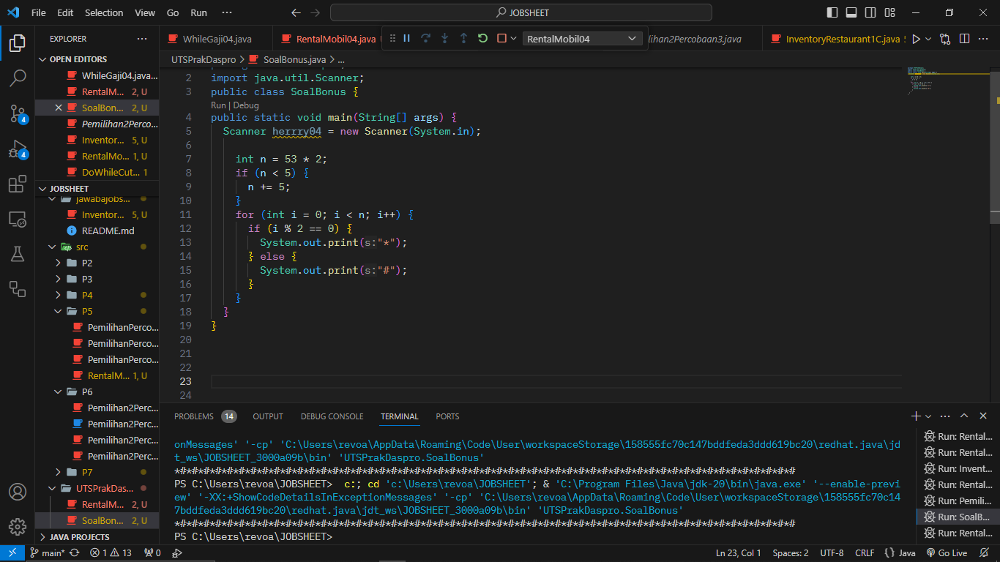 File Edit Selection View Go Run ··· JOBSHEET
EXPLORER ···
WhileGaji04.java RentalMobil04.java RentalMobil04 lihan2Percobaan3.java InventoryRestaurant1C.java 5 ···
OPEN EDITORS
WhileGaji04.java...
RentalM... 2, U
SoalBon... 2, U
Pemilihan2Perco...
Inventor... 5, U
RentalMo... 1, U
DoWhileCut... 1
JOBSHEET
jawabajobs...
Inventor... 5, U
README.md
src
P2
P3
P4
P5
PemilihanPerco...
PemilihanPerco...
PemilihanPerco...
RentalM... 1, U
P6
Pemilihan2Perc...
Pemilihan2Perc...
Pemilihan2Perc...
Pemilihan2Perc...
P7
UTSPrakDas...
RentalM... 2, U
SoalBon... 2, U
JAVA PROJECTS
UTSPrakDaspro > SoalBonus.java > ...
2 import java.util.Scanner;
3 public class SoalBonus {
Run | Debug
4 public static void main(String[] args) {
5 Scanner herrry04 = new Scanner(System.in);
6
7 int n = 53 * 2;
8 if (n < 5) {
9 n += 5;
10 }
11 for (int i = 0; i < n; i++) {
12 if (i % 2 == 0) {
13 System.out.print(s:"*");
14 } else {
15 System.out.print(s:"#");
16 }
17 }
18 }
19 }
20
21
22
23
24
PROBLEMS 14 OUTPUT DEBUG CONSOLE TERMINAL PORTS ···
onMessages' '-cp' 'C:\Users\revoa\AppData\Roaming\Code\User\workspaceStorage\158555fc70c147bddfeda3ddd619bc20\redhat.java\jd
t_ws\JOBSHEET_3000a09b\bin' 'UTSPrakDaspro.SoalBonus'
*#*#*#*#*#*#*#*#*#*#*#*#*#*#*#*#*#*#*#*#*#*#*#*#*#*#*#*#*#*#*#*#*#*#*#*#*#*#*#*#*#*#*#*#*#*#*#*#*#*#*#*#*#
PS C:\Users\revoa\JOBSHEET> c:; cd 'c:\Users\revoa\JOBSHEET'; & 'C:\Program Files\Java\jdk-20\bin\java.exe' '--enable-previ
ew' '-XX:+ShowCodeDetailsInExceptionMessages' '-cp' 'C:\Users\revoa\AppData\Roaming\Code\User\workspaceStorage\158555fc70c14
7bddfeda3ddd619bc20\redhat.java\jdt_ws\JOBSHEET_3000a09b\bin' 'UTSPrakDaspro.SoalBonus'
*#*#*#*#*#*#*#*#*#*#*#*#*#*#*#*#*#*#*#*#*#*#*#*#*#*#*#*#*#*#*#*#*#*#*#*#*#*#*#*#*#*#*#*#*#*#*#*#*#*#*#*#*#
PS C:\Users\revoa\JOBSHEET>
Run: Rental...
Run: Rental...
Run: Invent...
Run: Rental...
Run: Pemili...
Run: SoalB...
Run: Rental...
4
4
main* 1 13 0 Ln 23, Col 1 Spaces: 2 UTF-8 CRLF {} Java Go Live